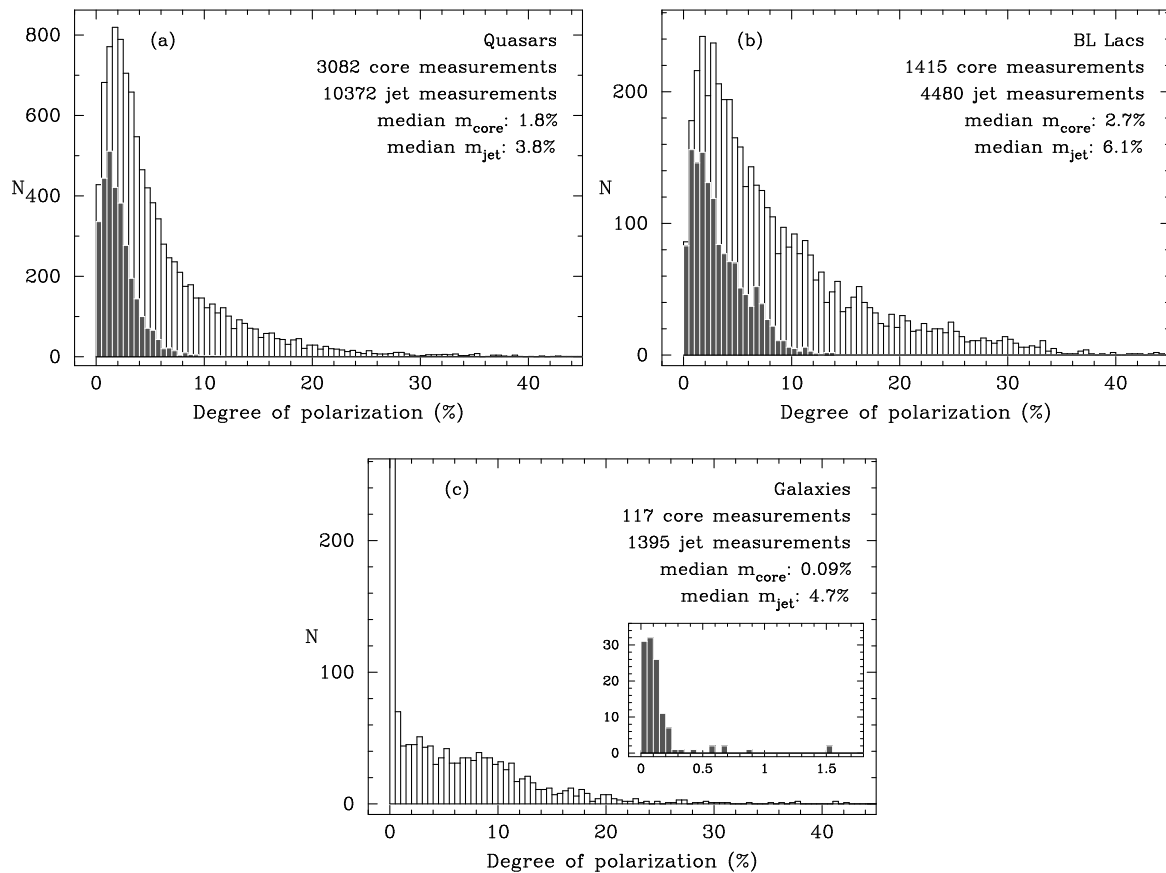 (a)
Quasars
3082 core measurements
10372 jet measurements
median m_core: 1.8%
median m_jet: 3.8%
800
600
N
400
200
0
0 10 20 30 40
Degree of polarization (%)
(b)
BL Lacs
1415 core measurements
4480 jet measurements
median m_core: 2.7%
median m_jet: 6.1%
200
N
100
0
0 10 20 30 40
Degree of polarization (%)
(c)
Galaxies
117 core measurements
1395 jet measurements
median m_core: 0.09%
median m_jet: 4.7%
200
N
100
0
30
20
10
0
0 0.5 1 1.5
0 10 20 30 40
Degree of polarization (%)